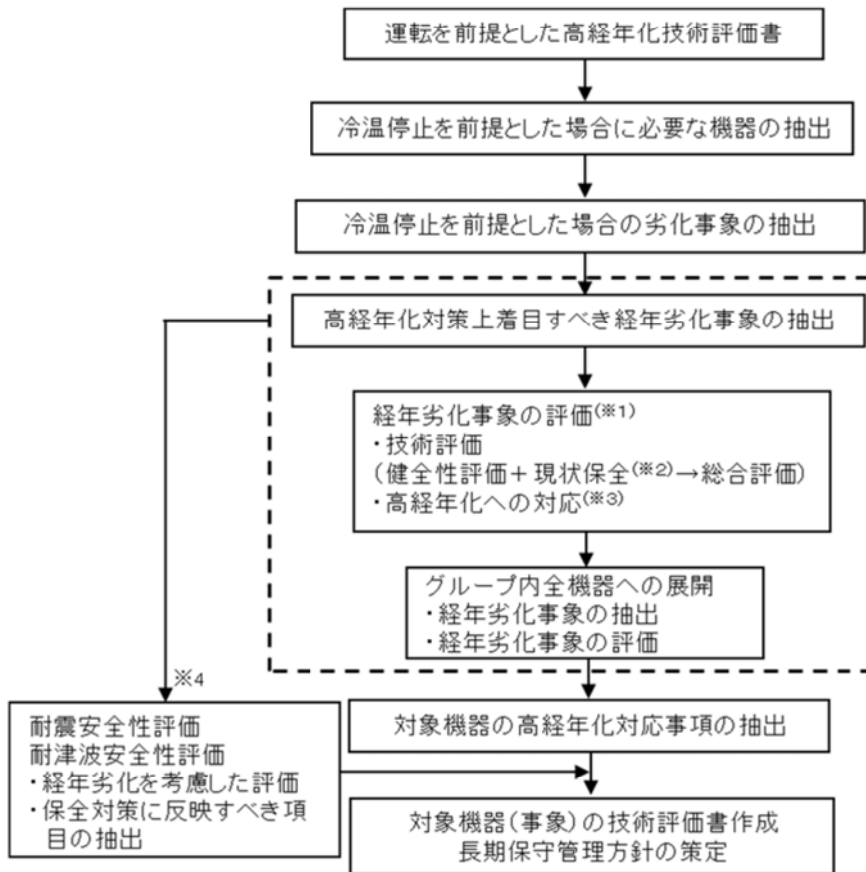 運転を前提とした高経年化技術評価書
冷温停止を前提とした場合に必要な機器の抽出
冷温停止を前提とした場合の劣化事象の抽出
高経年化対策上着目すべき経年劣化事象の抽出
経年劣化事象の評価(※1)
・技術評価
(健全性評価+現状保全(※2)→総合評価)
・高経年化への対応(※3)
グループ内全機器への展開
・経年劣化事象の抽出
・経年劣化事象の評価
※4
耐震安全性評価
耐津波安全性評価
・経年劣化を考慮した評価
・保全対策に反映すべき項
目の抽出
対象機器の高経年化対応事項の抽出
対象機器(事象)の技術評価書作成
長期保守管理方針の策定